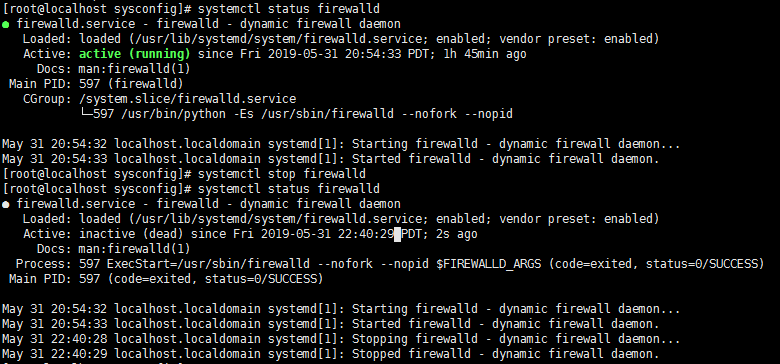 [root@localhost sysconfig]# systemctl status firewalld
● firewalld.service - firewalld - dynamic firewall daemon
   Loaded: loaded (/usr/lib/systemd/system/firewalld.service; enabled; vendor preset: enabled)
   Active: active (running) since Fri 2019-05-31 20:54:33 PDT; 1h 45min ago
     Docs: man:firewalld(1)
 Main PID: 597 (firewalld)
   CGroup: /system.slice/firewalld.service
           └─597 /usr/bin/python -Es /usr/sbin/firewalld --nofork --nopid

May 31 20:54:32 localhost.localdomain systemd[1]: Starting firewalld - dynamic firewall daemon...
May 31 20:54:33 localhost.localdomain systemd[1]: Started firewalld - dynamic firewall daemon.
[root@localhost sysconfig]# systemctl stop firewalld
[root@localhost sysconfig]# systemctl status firewalld
● firewalld.service - firewalld - dynamic firewall daemon
   Loaded: loaded (/usr/lib/systemd/system/firewalld.service; enabled; vendor preset: enabled)
   Active: inactive (dead) since Fri 2019-05-31 22:40:29 PDT; 2s ago
     Docs: man:firewalld(1)
  Process: 597 ExecStart=/usr/sbin/firewalld --nofork --nopid $FIREWALLD_ARGS (code=exited, status=0/SUCCESS)
 Main PID: 597 (code=exited, status=0/SUCCESS)

May 31 20:54:32 localhost.localdomain systemd[1]: Starting firewalld - dynamic firewall daemon...
May 31 20:54:33 localhost.localdomain systemd[1]: Started firewalld - dynamic firewall daemon.
May 31 22:40:28 localhost.localdomain systemd[1]: Stopping firewalld - dynamic firewall daemon...
May 31 22:40:29 localhost.localdomain systemd[1]: Stopped firewalld - dynamic firewall daemon.